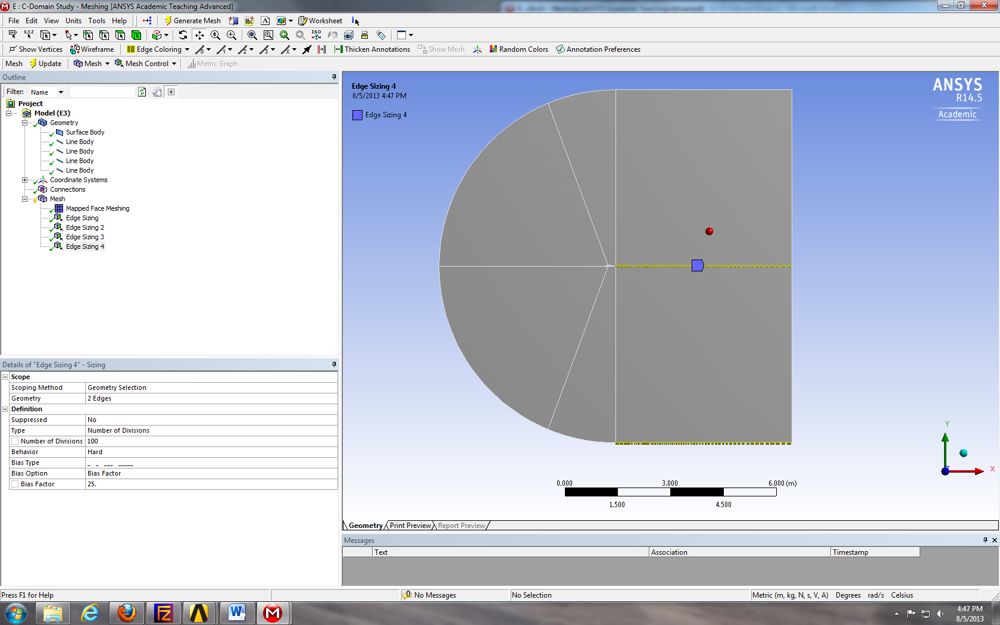 E : C-Domain Study - Meshing [ANSYS Academic Teaching Advanced]
File Edit View Units Tools Help Generate Mesh Worksheet
Show Vertices Wireframe Edge Coloring Thicken Annotations Show Mesh Random Colors Annotation Preferences
Mesh Update Mesh Mesh Control Metric Graph
Outline
Filter: Name
Project
Model (E3)
Geometry
Surface Body
Line Body
Line Body
Line Body
Line Body
Coordinate Systems
Connections
Mesh
Mapped Face Meshing
Edge Sizing
Edge Sizing 2
Edge Sizing 3
Edge Sizing 4
Details of "Edge Sizing 4" - Sizing
Scope
Scoping Method Geometry Selection
Geometry 2 Edges
Definition
Suppressed No
Type Number of Divisions
Number of Divisions 100
Behavior Hard
Bias Type _ _ ___ _____
Bias Option Bias Factor
Bias Factor 25.
Edge Sizing 4
8/5/2013 4:47 PM
Edge Sizing 4
ANSYS
R14.5
Academic
Y
X
0.000 3.000 6.000 (m)
1.500 4.500
Geometry Print Preview Report Preview
Messages
Text Association Timestamp
Press F1 for Help 0 No Messages No Selection Metric (m, kg, N, s, V, A) Degrees rad/s Celsius
4:47 PM
8/5/2013